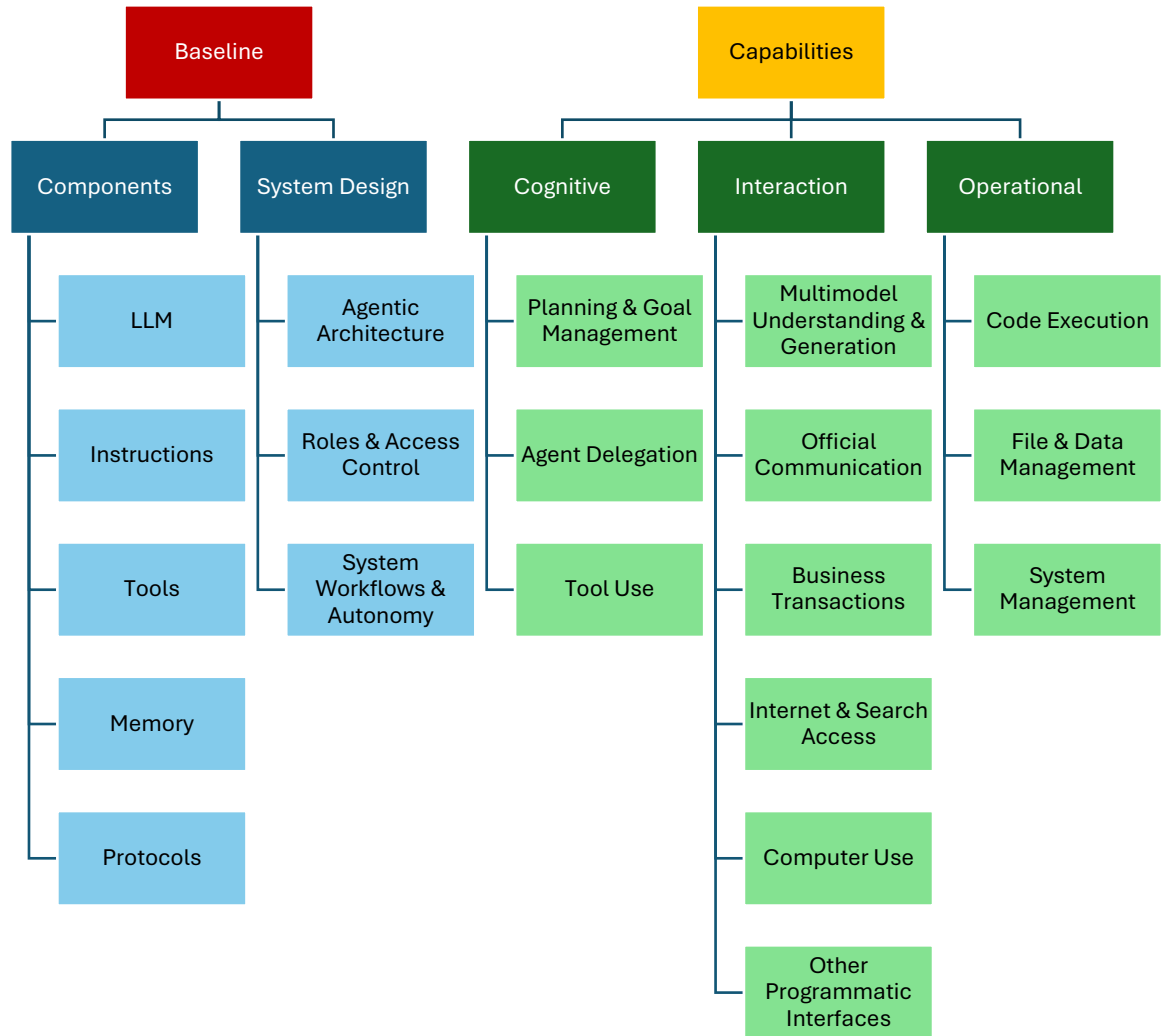 Baseline
Capabilities
Components
System Design
Cognitive
Interaction
Operational
LLM
Instructions
Tools
Memory
Protocols
Agentic
Architecture
Roles & Access
Control
System
Workflows &
Autonomy
Planning & Goal
Management
Agent Delegation
Tool Use
Multimodel
Understanding &
Generation
Official
Communication
Business
Transactions
Internet & Search
Access
Computer Use
Other
Programmatic
Interfaces
Code Execution
File & Data
Management
System
Management